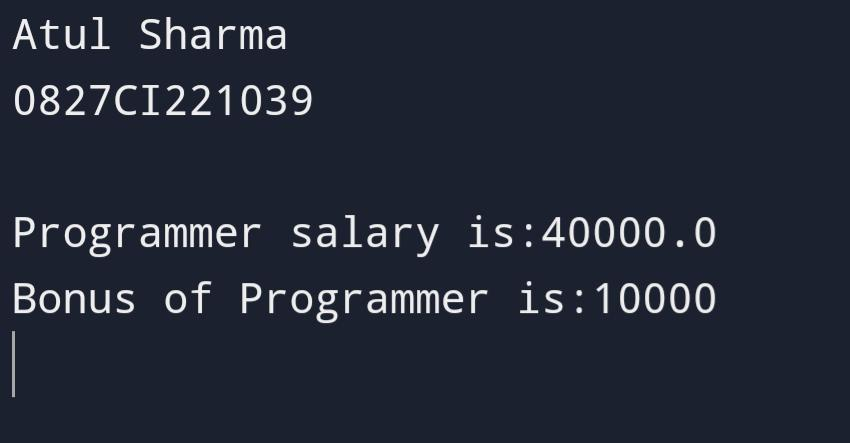 Atul Sharma
0827CI221039
Programmer salary is:40000.0
Bonus of Programmer is:10000